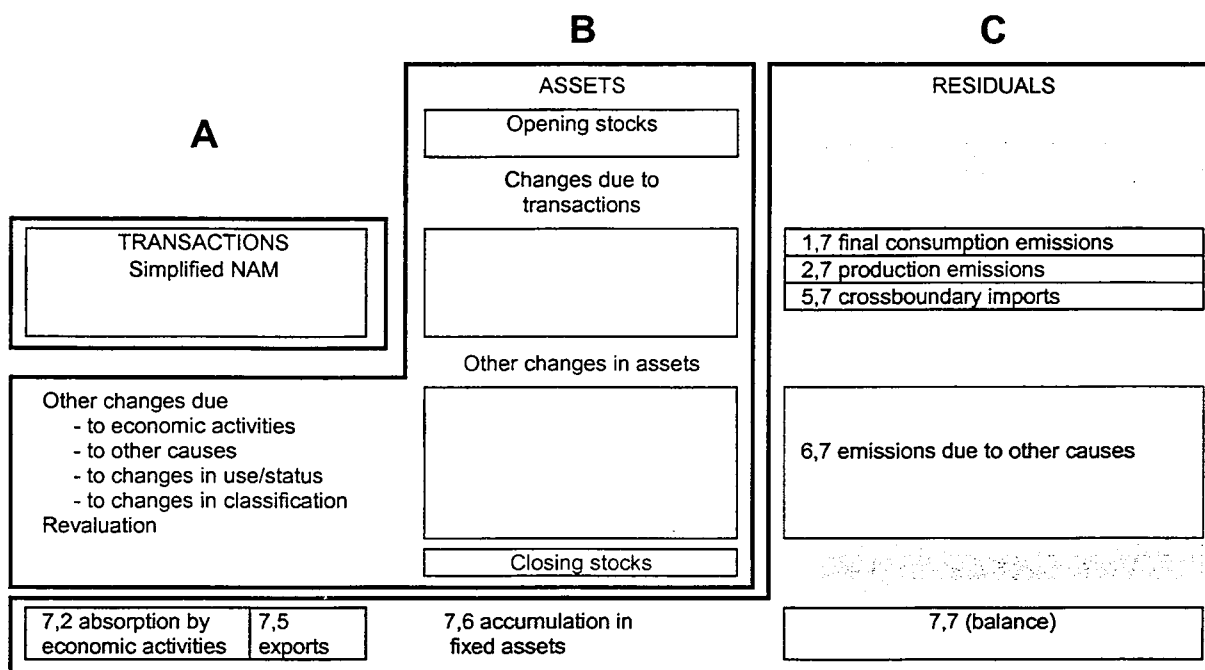 B
C
A
ASSETS
Opening stocks
Changes due to
transactions
Other changes in assets
Closing stocks
RESIDUALS
1,7 final consumption emissions
2,7 production emissions
5,7 crossboundary imports
6,7 emissions due to other causes
TRANSACTIONS
Simplified NAM
Other changes due
- to economic activities
- to other causes
- to changes in use/status
- to changes in classification
Revaluation
7,2 absorption by
economic activities
7,5
exports
7,6 accumulation in
fixed assets
7,7 (balance)